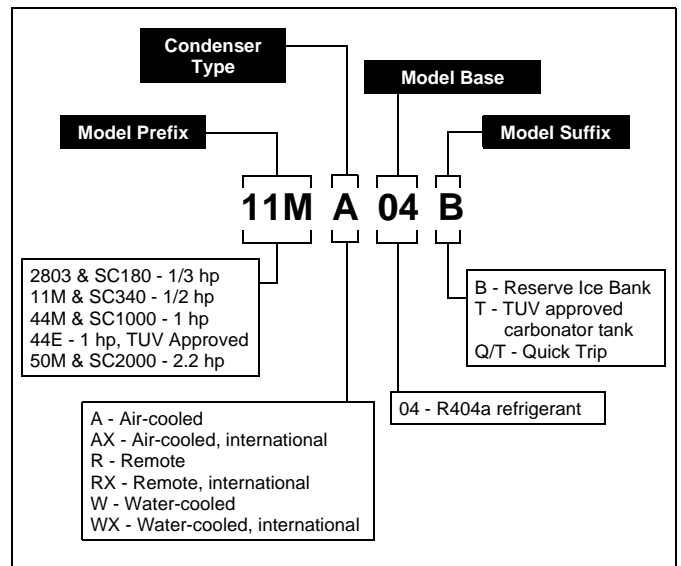 Condenser
Type
Model Base
Model Prefix
Model Suffix
11M A 04 B
2803 & SC180 - 1/3 hp
11M & SC340 - 1/2 hp
44M & SC1000 - 1 hp
44E - 1 hp, TUV Approved
50M & SC2000 - 2.2 hp
B - Reserve Ice Bank
T - TUV approved
carbonator tank
Q/T - Quick Trip
A - Air-cooled
AX - Air-cooled, international
R - Remote
RX - Remote, international
W - Water-cooled
WX - Water-cooled, international
04 - R404a refrigerant